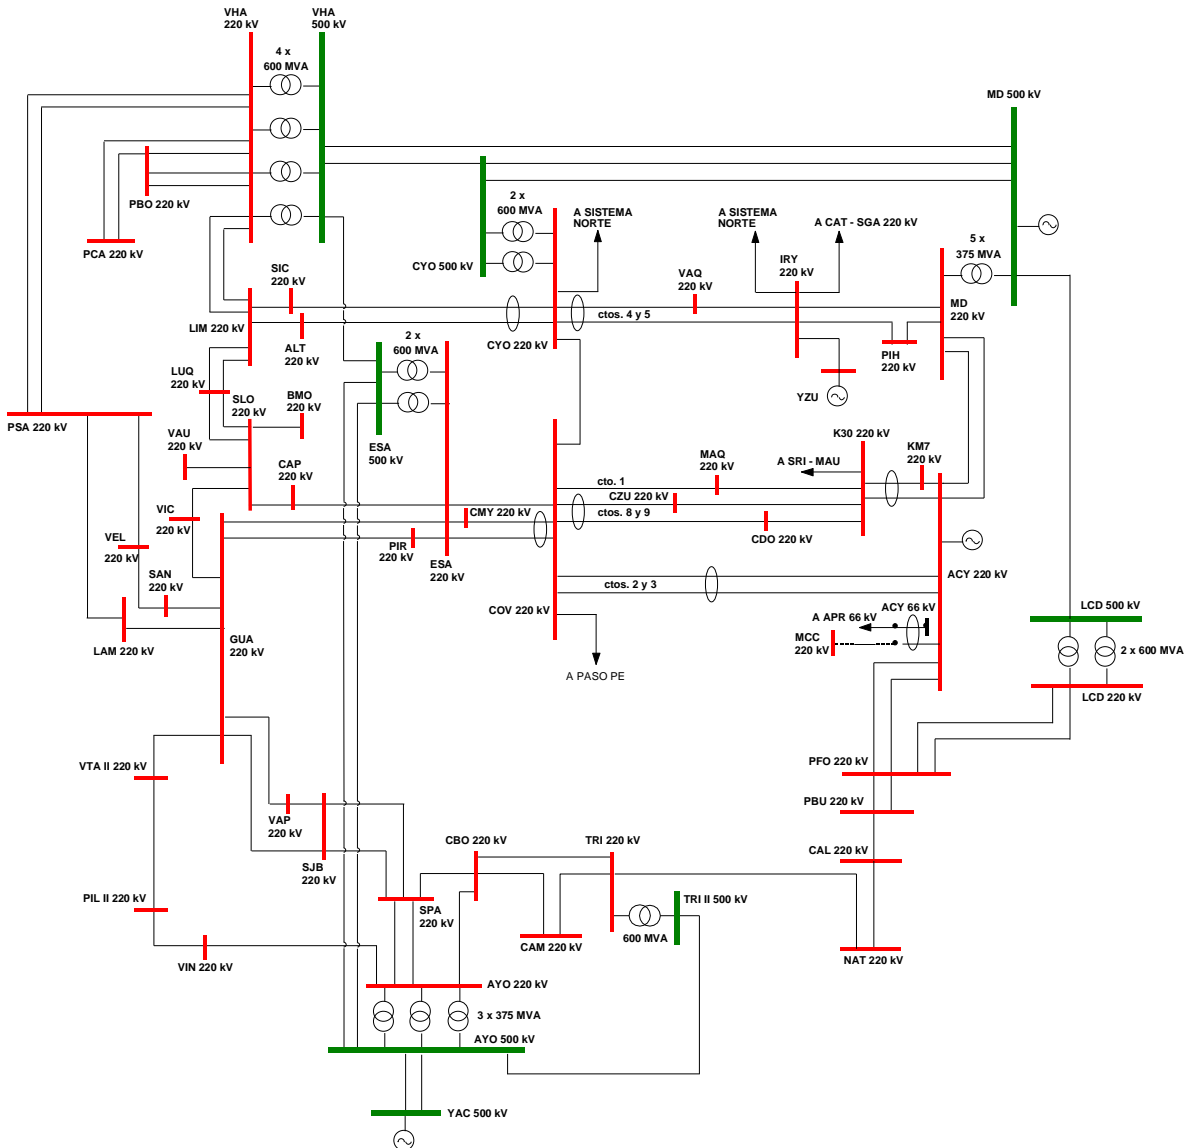 VHA
220 kV
VHA
500 kV
4 x
600 MVA
MD 500 kV
PBO 220 kV
2 x
600 MVA
A SISTEMA
NORTE
A SISTEMA
NORTE
A CAT - SGA 220 kV
PCA 220 kV
CYO 500 kV
5 x
375 MVA
SIC
220 kV
VAQ
220 kV
IRY
220 kV
MD
220 kV
LIM 220 kV
ctos. 4 y 5
ALT
220 kV
2 x
600 MVA
CYO 220 kV
PIH
220 kV
LUQ
220 kV
SLO
220 kV
BMO
220 kV
YZU
PSA 220 kV
VAU
220 kV
ESA
500 kV
K30 220 kV
KM7
220 kV
CAP
220 kV
MAQ
220 kV
A SRI - MAU
cto. 1
CZU 220 kV
VIC
220 kV
CMY 220 kV
ctos. 8 y 9
CDO 220 kV
VEL
220 kV
PIR
220 kV
ESA
220 kV
SAN
220 kV
ctos. 2 y 3
ACY 220 kV
COV 220 kV
ACY 66 kV
A APR 66 kV
LCD 500 kV
GUA
220 kV
LAM 220 kV
MCC
220 kV
2 x 600 MVA
A PASO PE
LCD 220 kV
VTA II 220 kV
PFO 220 kV
PBU 220 kV
VAP
220 kV
CBO 220 kV
TRI 220 kV
CAL 220 kV
SJB
220 kV
PIL II 220 kV
SPA
220 kV
TRI II 500 kV
600 MVA
CAM 220 kV
VIN 220 kV
NAT 220 kV
AYO 220 kV
3 x 375 MVA
AYO 500 kV
YAC 500 kV